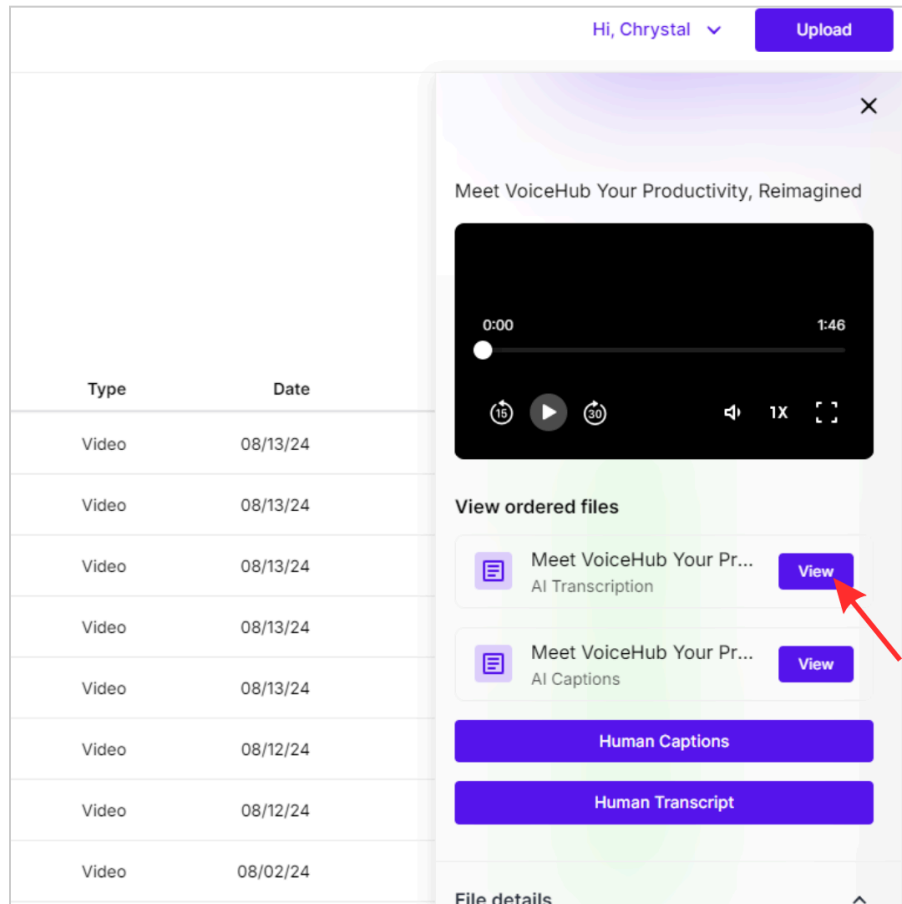 Hi, Chrystal
Upload
Meet VoiceHub Your Productivity, Reimagined
0:00 1:46
15 30 1X
Type Date
Video 08/13/24
Video 08/13/24
Video 08/13/24
Video 08/13/24
Video 08/13/24
Video 08/12/24
Video 08/12/24
Video 08/02/24
View ordered files
Meet VoiceHub Your Pr...
AI Transcription
View
Meet VoiceHub Your Pr...
AI Captions
View
Human Captions
Human Transcript
File details